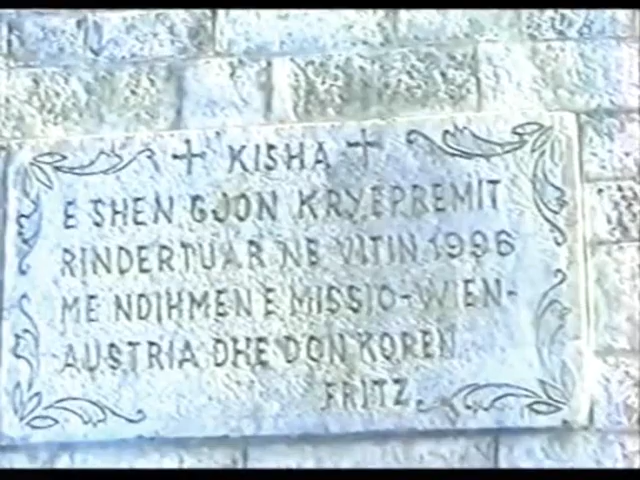 + KISHA +
E SHEN GJON KRYEPREMIT
RINDERTUAR NE VITIN 1996
ME NDIHMEN E MISSIO-WIEN-
AUSTRIA DHE DON KOREN
FRITZ.